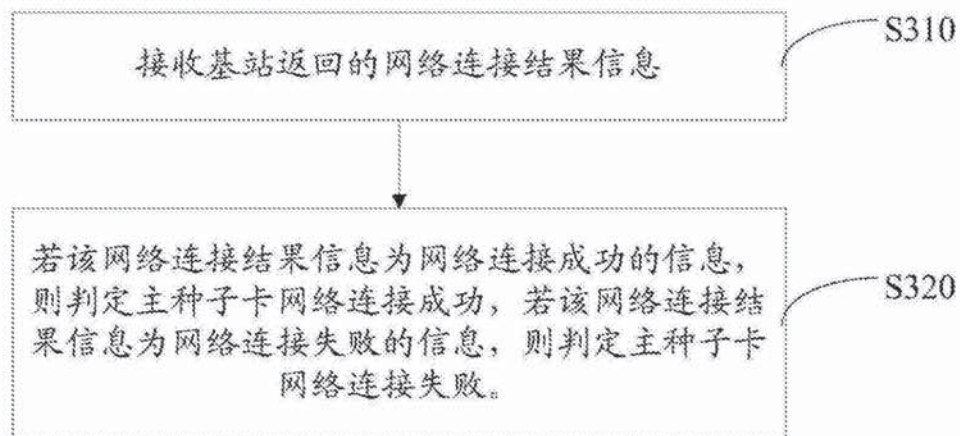 接收基站返回的网络连接结果信息
S310
若该网络连接结果信息为网络连接成功的信息，
则判定主种子卡网络连接成功，若该网络连接结
果信息为网络连接失败的信息，则判定主种子卡
网络连接失败。
S320